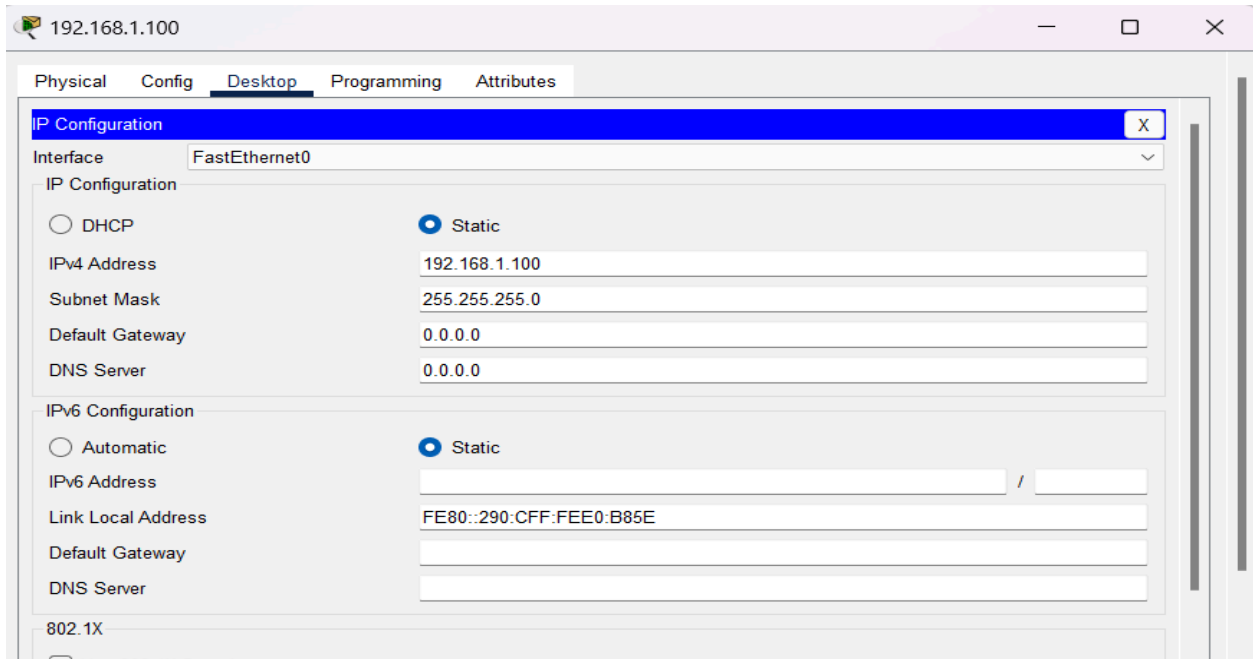 192.168.1.100
Physical Config Desktop Programming Attributes
IP Configuration X
Interface FastEthernet0
IP Configuration
DHCP Static
IPv4 Address 192.168.1.100
Subnet Mask 255.255.255.0
Default Gateway 0.0.0.0
DNS Server 0.0.0.0
IPv6 Configuration
Automatic Static
IPv6 Address /
Link Local Address FE80::290:CFF:FEE0:B85E
Default Gateway
DNS Server
802.1X